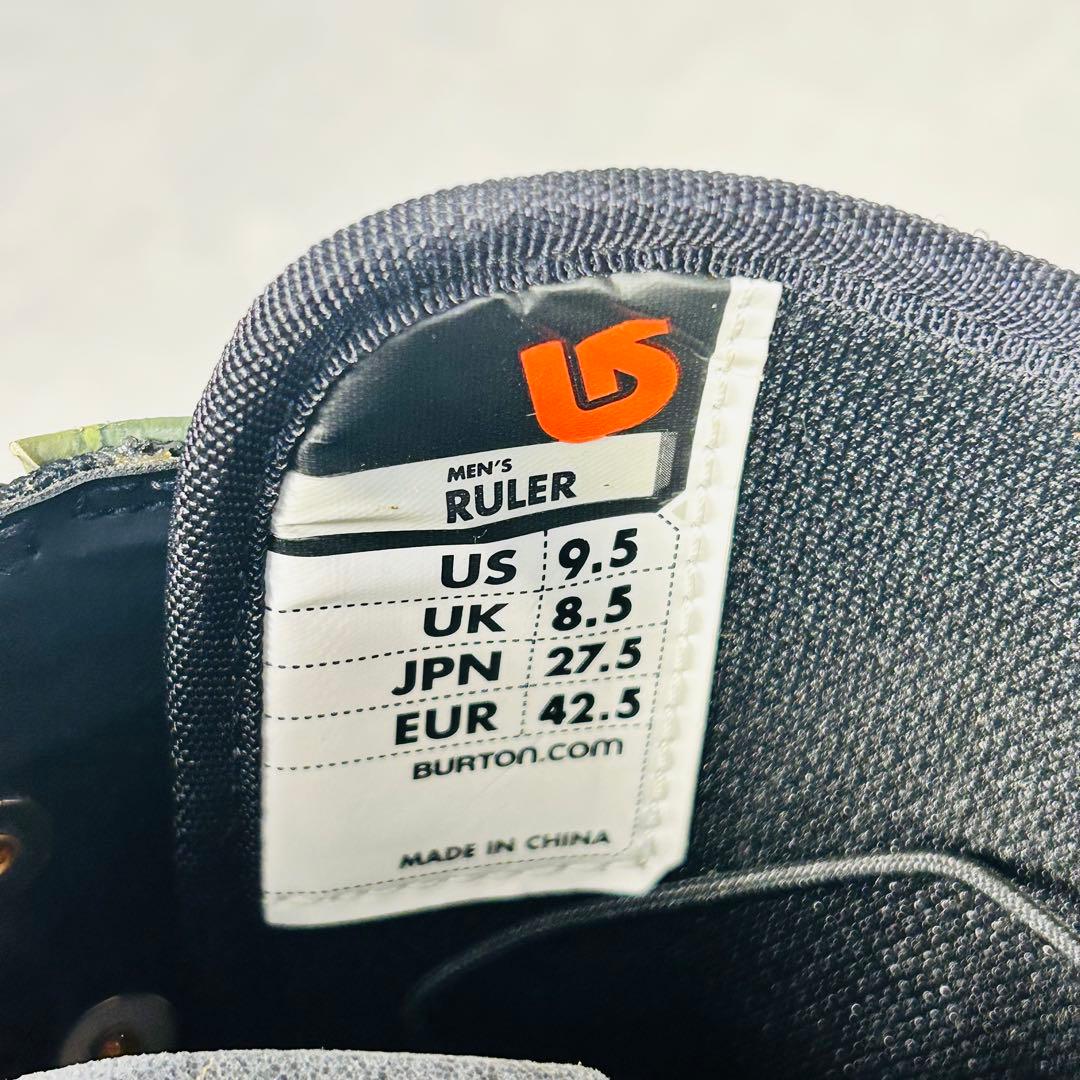 MEN'S
RULER
US 9.5
UK 8.5
JPN 27.5
EUR 42.5
BURTON.COM
MADE IN CHINA